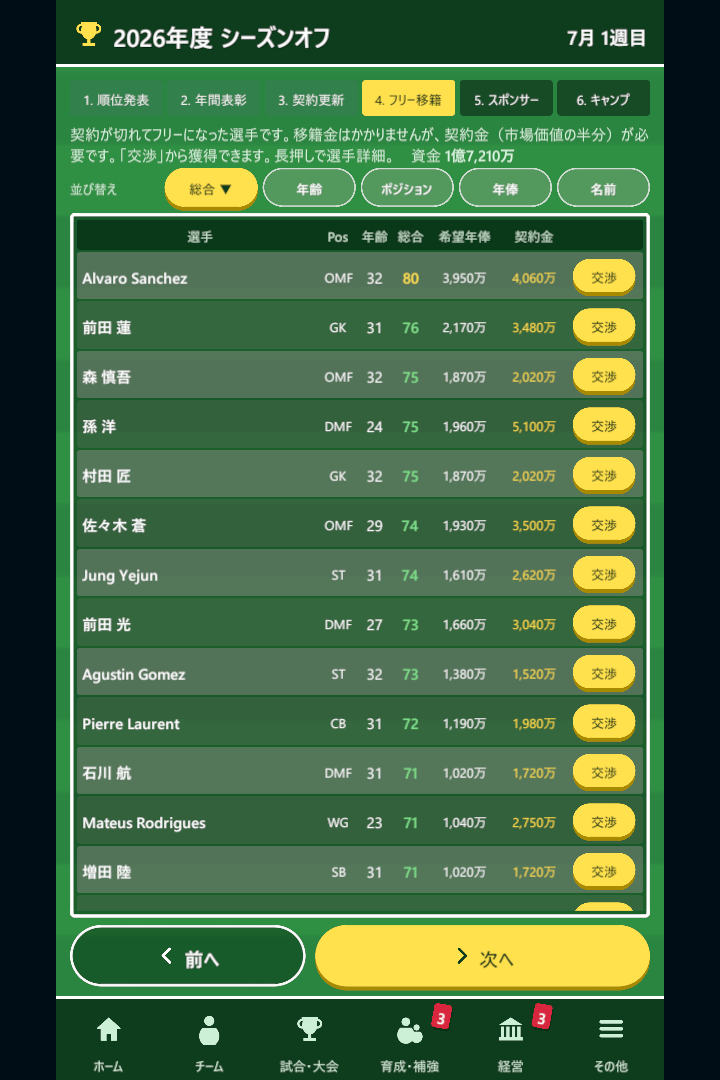 2026年度 シーズンオフ
7月 1週目
1. 順位発表
2. 年間表彰
3. 契約更新
4. フリー移籍
5. スポンサー
6. キャンプ
契約が切れてフリーになった選手です。移籍金はかかりませんが、契約金（市場価値の半分）が必
要です。「交渉」から獲得できます。長押しで選手詳細。 資金 1億7,210万
並び替え
総合 ▼
年齢
ポジション
年俸
名前
選手 Pos 年齢 総合 希望年俸 契約金
Alvaro Sanchez OMF 32 80 3,950万 4,060万 交渉
前田 蓮 GK 31 76 2,170万 3,480万 交渉
森 慎吾 OMF 32 75 1,870万 2,020万 交渉
孫 洋 DMF 24 75 1,960万 5,100万 交渉
村田 匠 GK 32 75 1,870万 2,020万 交渉
佐々木 蒼 OMF 29 74 1,930万 3,500万 交渉
Jung Yejun ST 31 74 1,610万 2,620万 交渉
前田 光 DMF 27 73 1,660万 3,040万 交渉
Agustin Gomez ST 32 73 1,380万 1,520万 交渉
Pierre Laurent CB 31 72 1,190万 1,980万 交渉
石川 航 DMF 31 71 1,020万 1,720万 交渉
Mateus Rodrigues WG 23 71 1,040万 2,750万 交渉
増田 陸 SB 31 71 1,020万 1,720万 交渉
前へ
次へ
3
3
ホーム
チーム
試合・大会
育成・補強
経営
その他